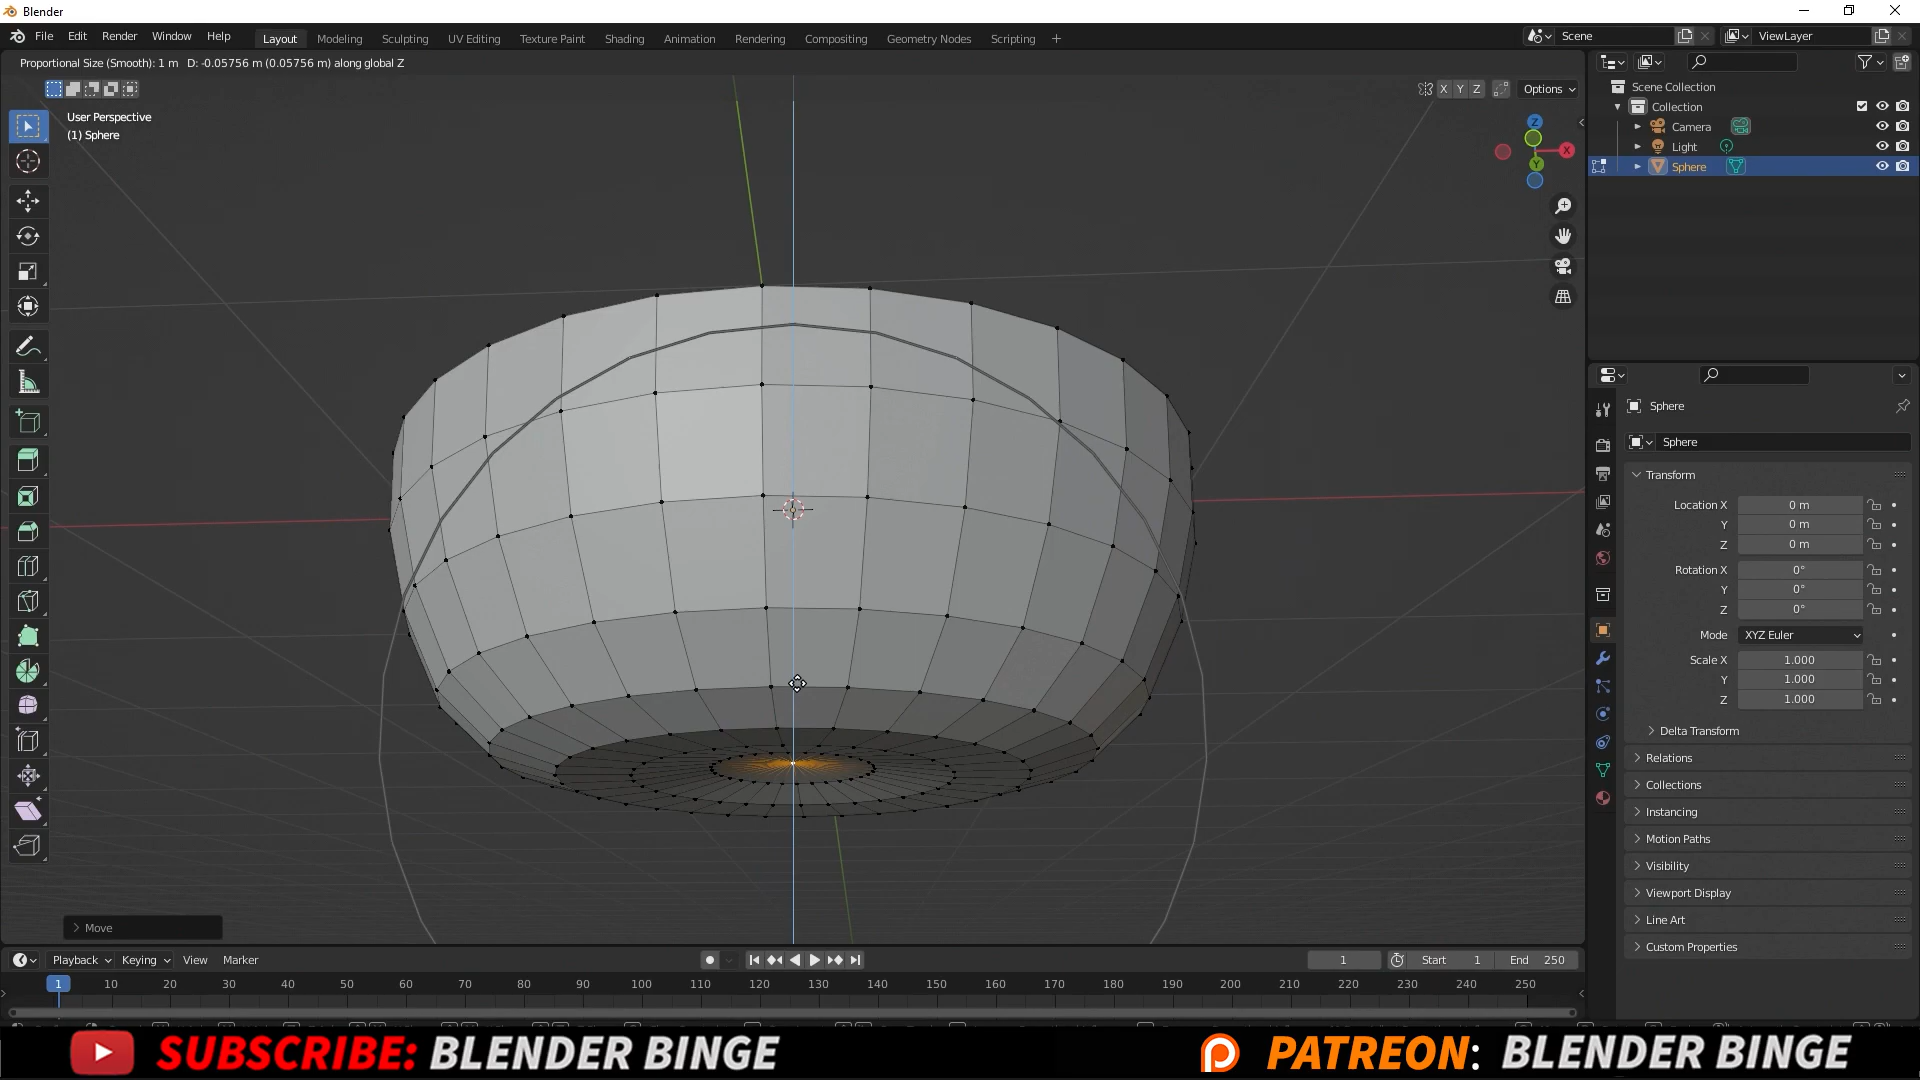 Blender
File Edit Render Window Help
Layout Modeling Sculpting UV Editing Texture Paint Shading Animation Rendering Compositing Geometry Nodes Scripting +
Scene
ViewLayer
Proportional Size (Smooth): 1 m D: -0.05756 m (0.05756 m) along global Z
X Y Z
Options
User Perspective
(1) Sphere
Z
X
Y
Scene Collection
Collection
Camera
Light
Sphere
Sphere
Sphere
Transform
Location X 0 m
Y 0 m
Z 0 m
Rotation X 0°
Y 0°
Z 0°
Mode XYZ Euler
Scale X 1.000
Y 1.000
Z 1.000
Delta Transform
Relations
Collections
Instancing
Motion Paths
Visibility
Viewport Display
Line Art
Custom Properties
Move
Playback Keying View Marker
1 Start 1 End 250
1 10 20 30 40 50 60 70 80 90 100 110 120 130 140 150 160 170 180 190 200 210 220 230 240 250
SUBSCRIBE: BLENDER BINGE
PATREON: BLENDER BINGE